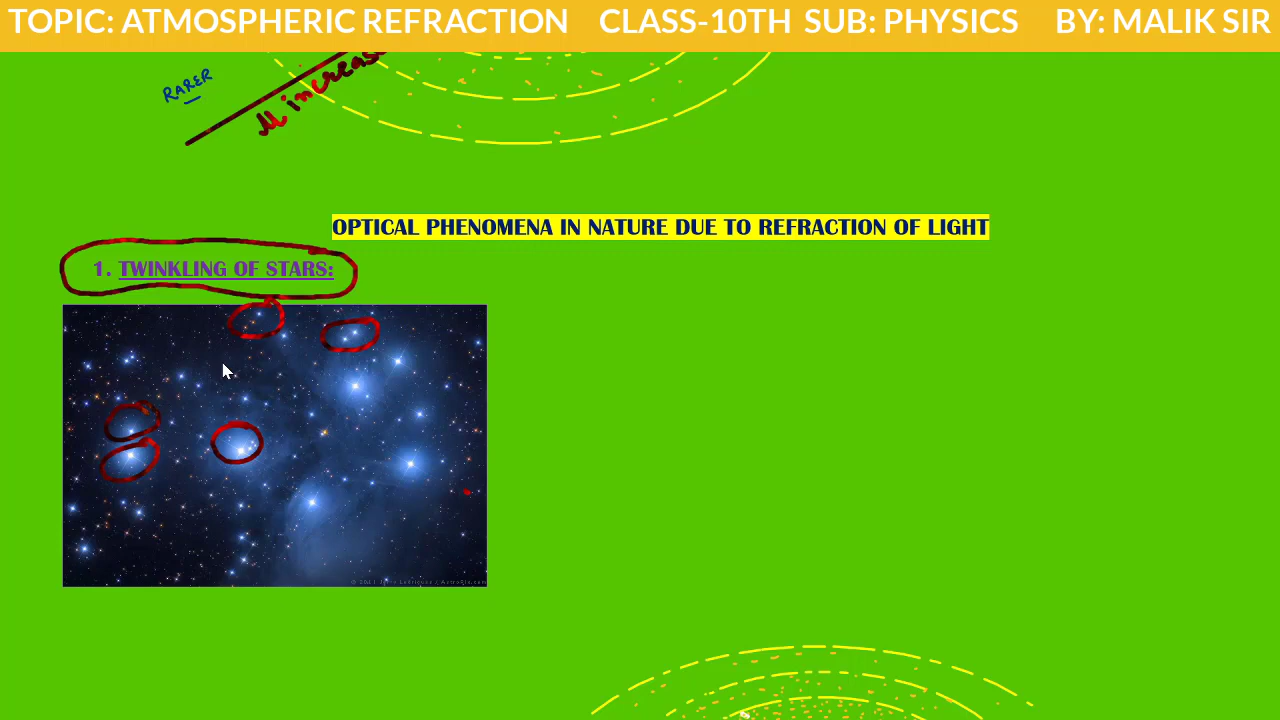 TOPIC: ATMOSPHERIC REFRACTION CLASS-10TH SUB: PHYSICS BY: MALIK SIR
RARER
increas
OPTICAL PHENOMENA IN NATURE DUE TO REFRACTION OF LIGHT
1. TWINKLING OF STARS: